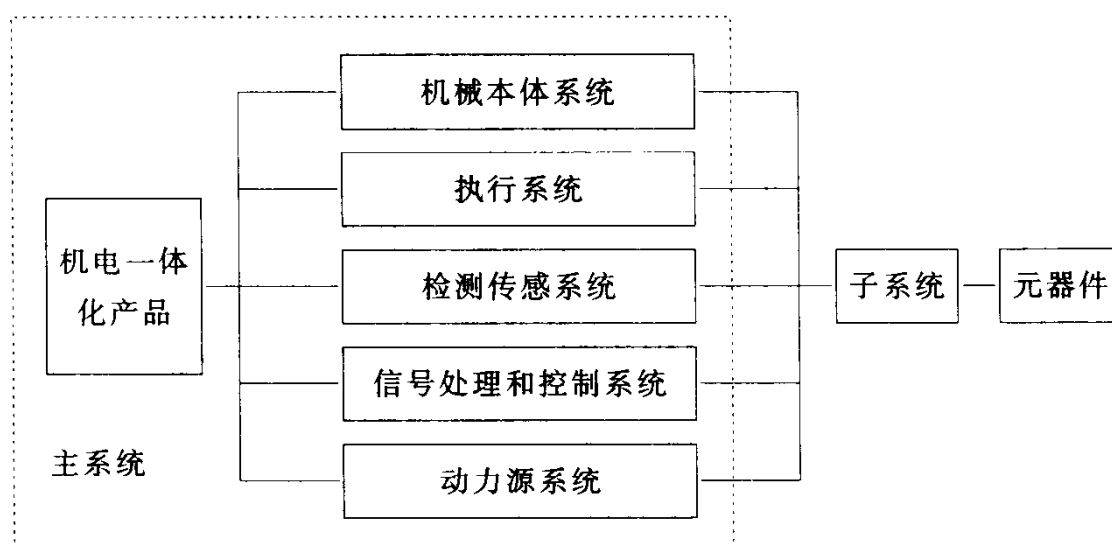 机械本体系统
执行系统
机电一体
化产品
检测传感系统
子系统
元器件
信号处理和控制系统
主系统
动力源系统